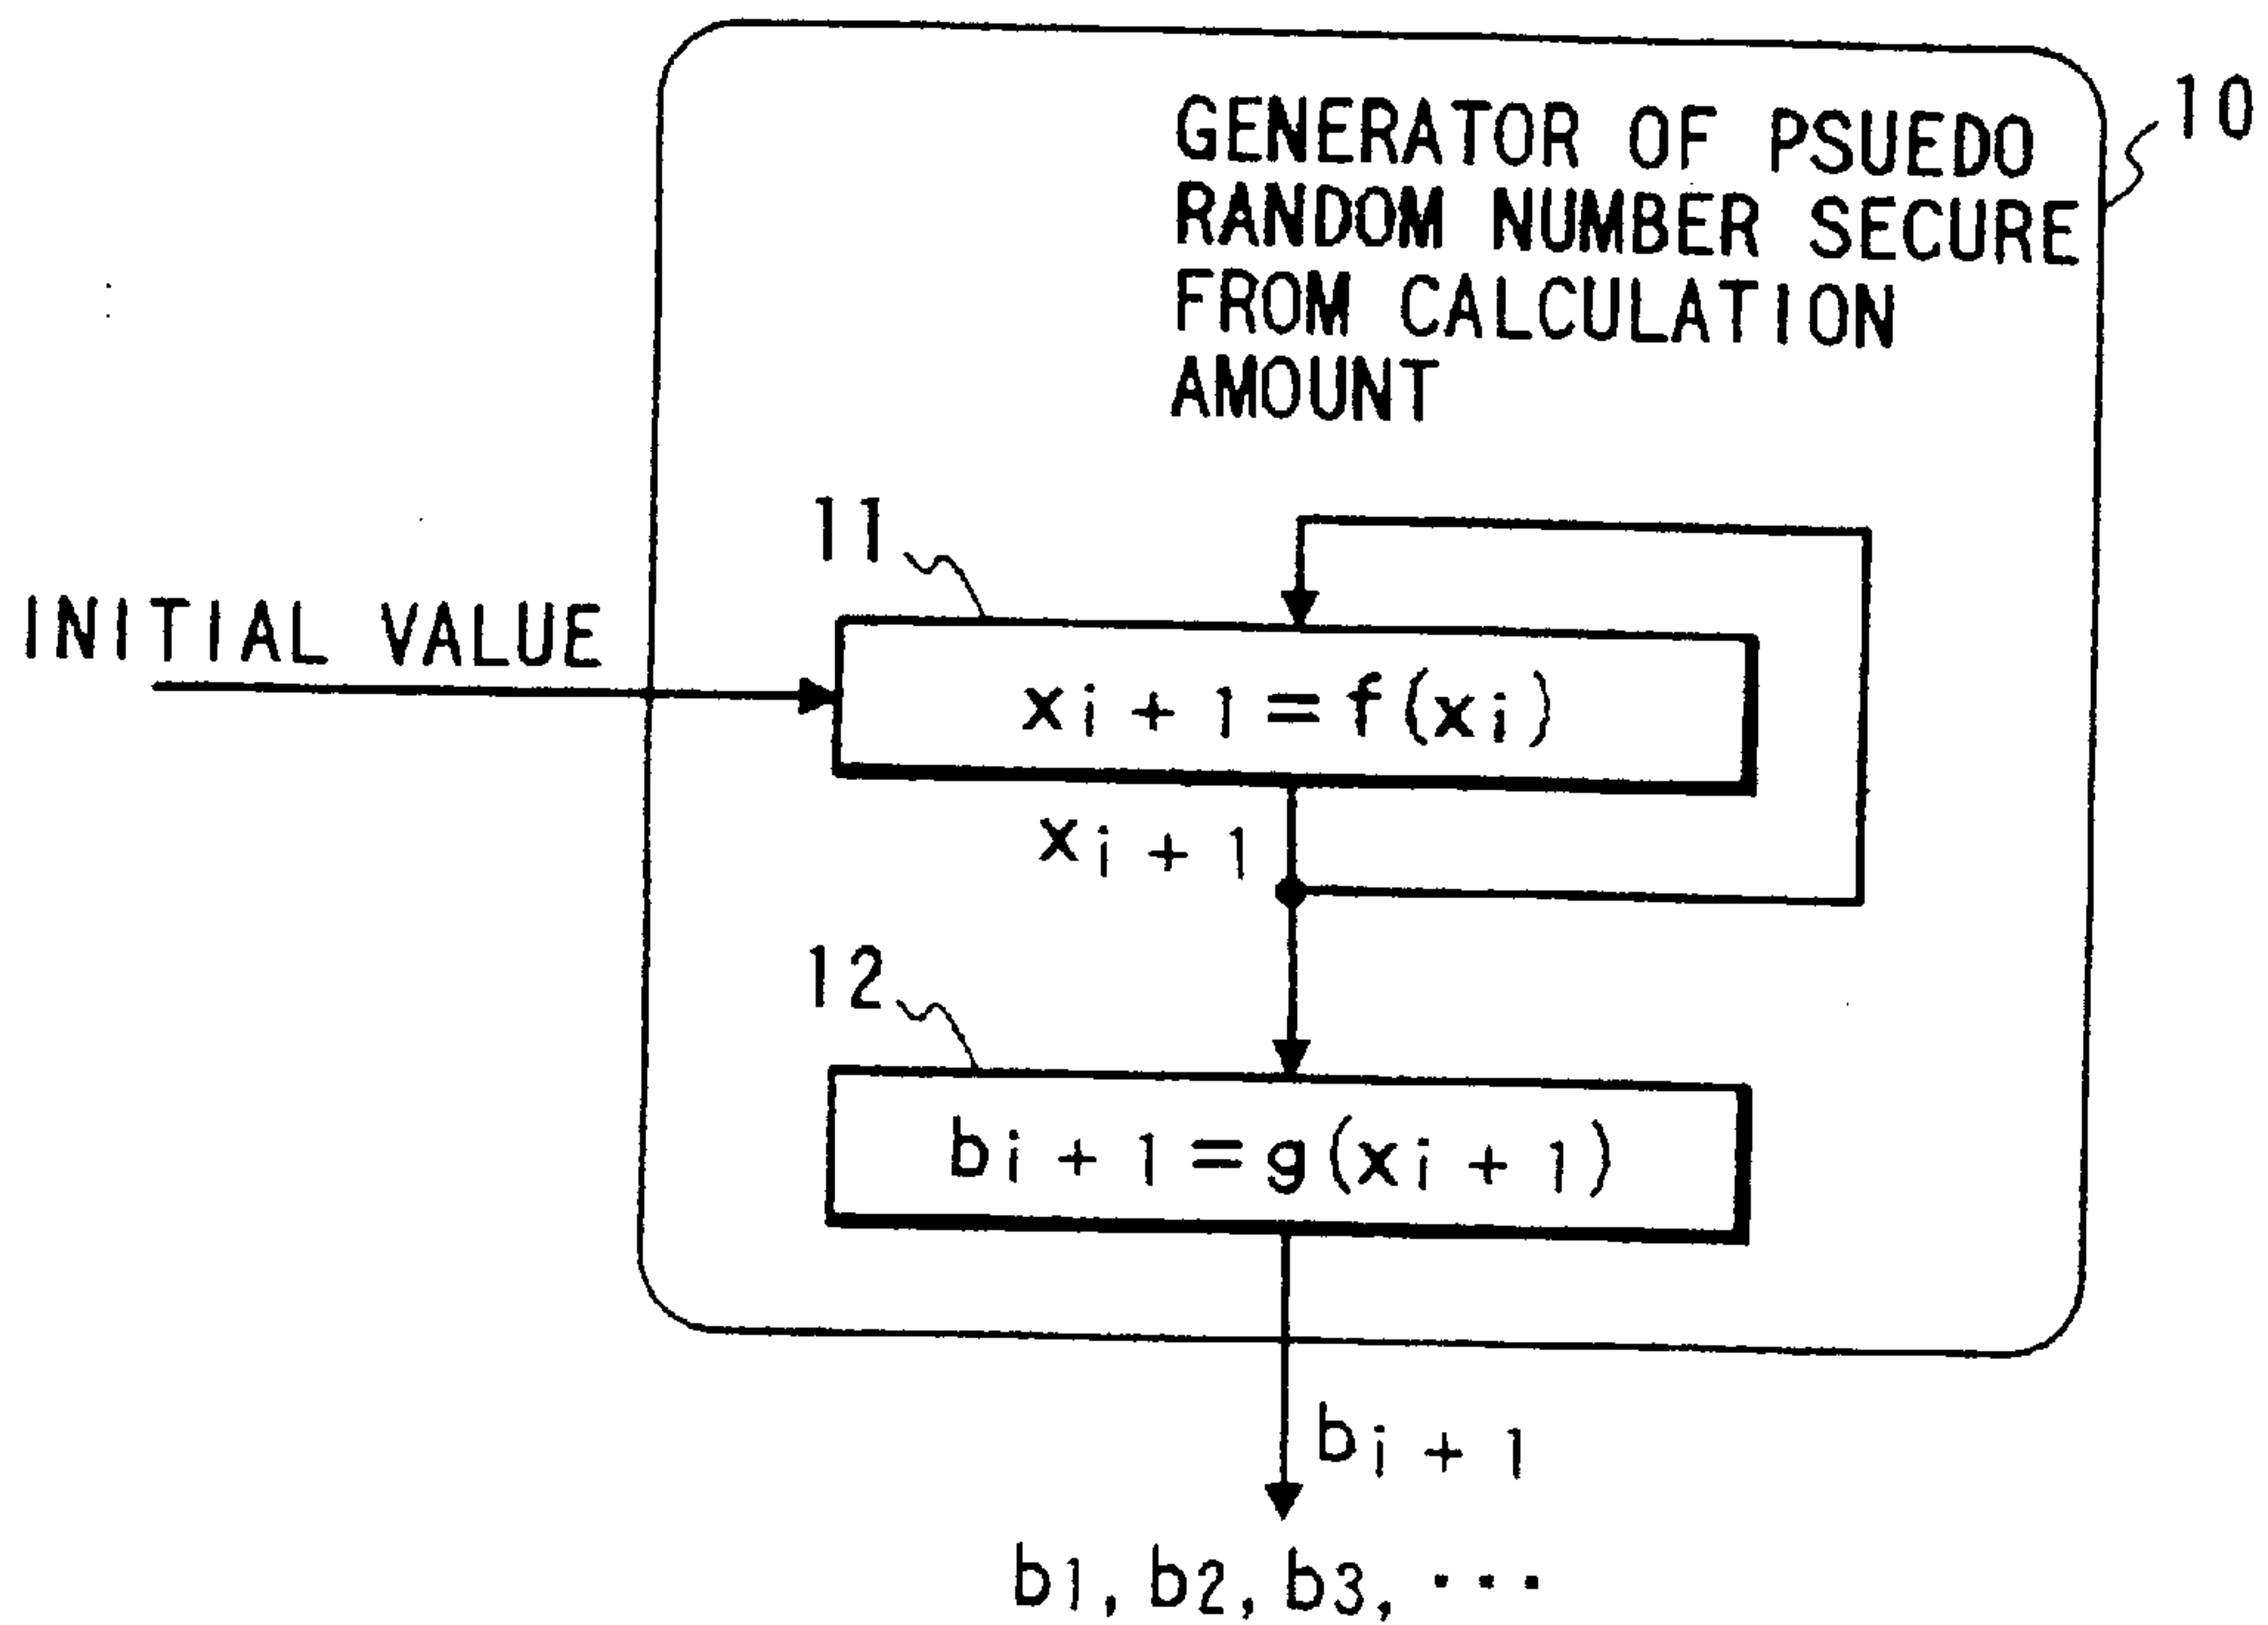 10
GENERATOR OF PSUEDO
RANDOM NUMBER SECURE
FROM CALCULATION
AMOUNT
11
INITIAL VALUE
xi + 1 = f(xi)
xi + 1
12
bi + 1 = g(xi + 1)
bi + 1
b1, b2, b3, ···